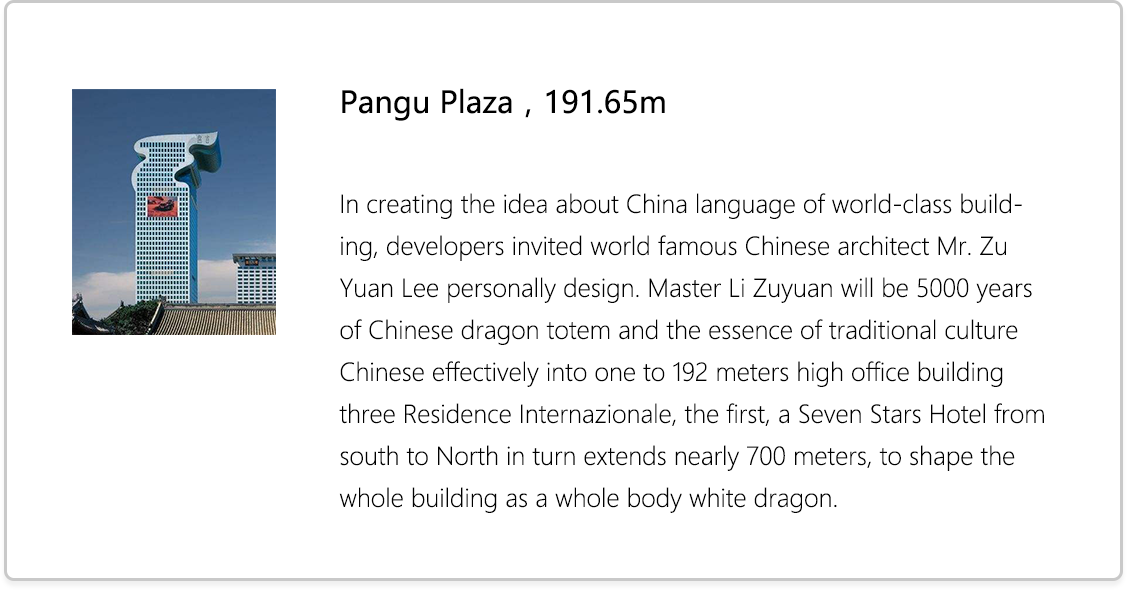 Pangu Plaza , 191.65m
In creating the idea about China language of world-class build-
ing, developers invited world famous Chinese architect Mr. Zu
Yuan Lee personally design. Master Li Zuyuan will be 5000 years
of Chinese dragon totem and the essence of traditional culture
Chinese effectively into one to 192 meters high office building
three Residence Internazionale, the first, a Seven Stars Hotel from
south to North in turn extends nearly 700 meters, to shape the
whole building as a whole body white dragon.